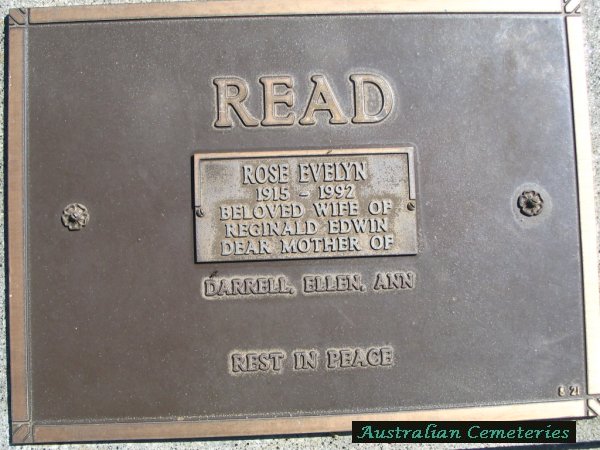 READ
ROSE EVELYN
1915 - 1992
BELOVED WIFE OF
REGINALD EDWIN
DEAR MOTHER OF
DARRELL, ELLEN, ANN
REST IN PEACE
Australian Cemeteries